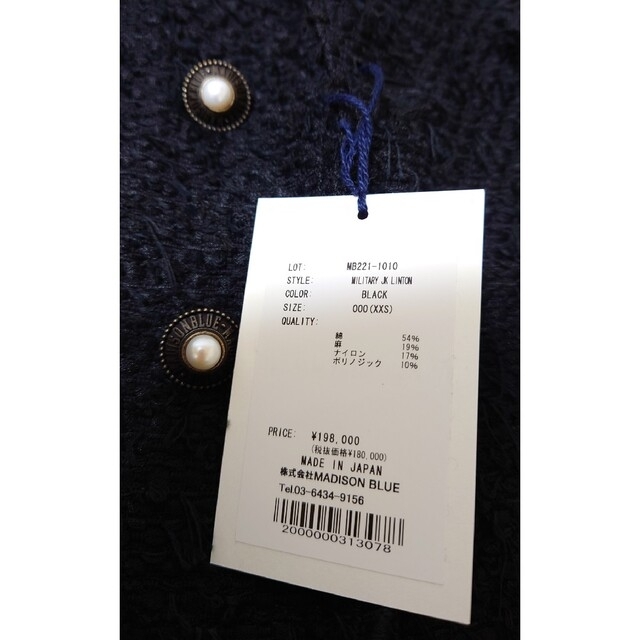 LOT: MB221-1010
STYLE: MILITARY JK LINTON
COLOR: BLACK
SIZE: 000(XXS)
QUALITY:
綿 54%
麻 19%
ナイロン 17%
ポリノジック 10%
PRICE: ¥198,000
(税抜価格¥180,000)
MADE IN JAPAN
株式会社MADISON BLUE
Tel.03-6434-9156
2000000313078